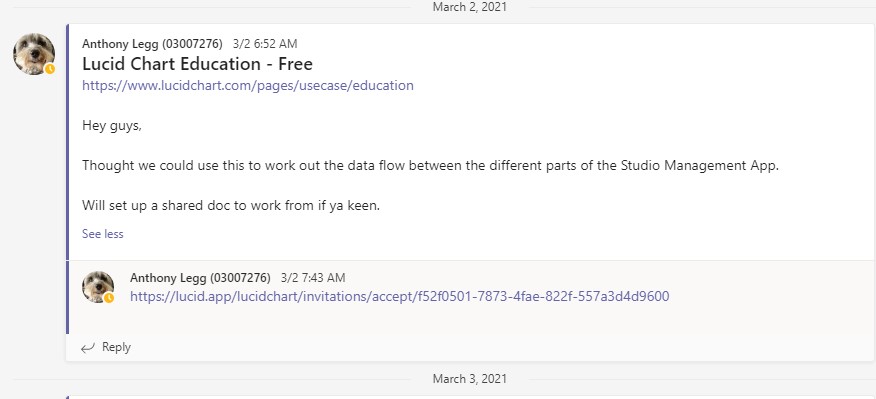 March 2, 2021
Anthony Legg (03007276) 3/2 6:52 AM
Lucid Chart Education - Free
https://www.lucidchart.com/pages/usecase/education
Hey guys,
Thought we could use this to work out the data flow between the different parts of the Studio Management App.
Will set up a shared doc to work from if ya keen.
See less
Anthony Legg (03007276) 3/2 7:43 AM
https://lucid.app/lucidchart/invitations/accept/f52f0501-7873-4fae-822f-557a3d4d9600
Reply
March 3, 2021